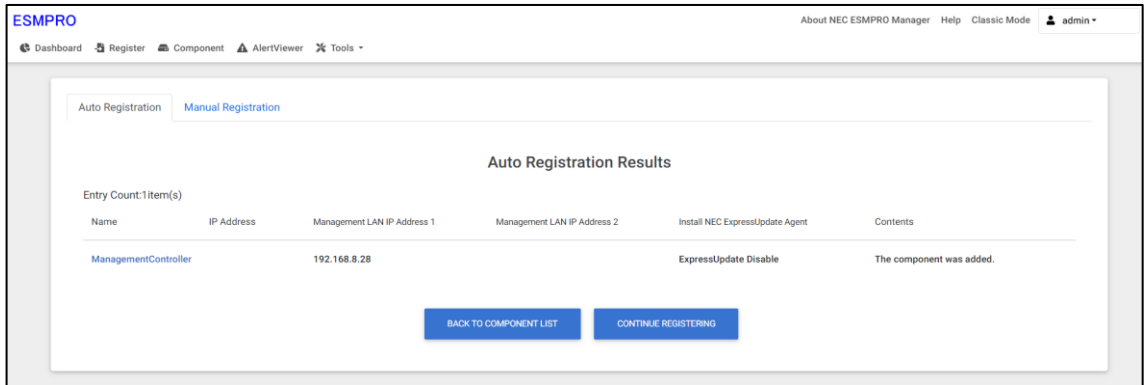 ESMPRO
About NEC ESMPRO Manager Help Classic Mode admin
Dashboard Register Component AlertViewer Tools
Auto Registration Manual Registration
Auto Registration Results
Entry Count:1item(s)
Name IP Address Management LAN IP Address 1 Management LAN IP Address 2 Install NEC ExpressUpdate Agent Contents
ManagementController 192.168.8.28 ExpressUpdate Disable The component was added.
BACK TO COMPONENT LIST CONTINUE REGISTERING